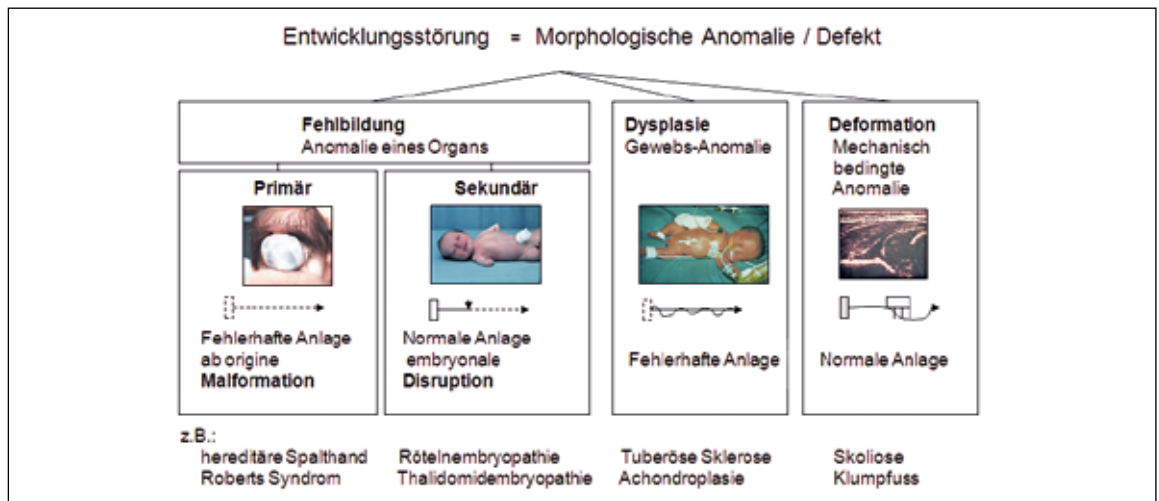 Entwicklungsstörung = Morphologische Anomalie / Defekt
Fehlbildung
Anomalie eines Organs
Primär
Fehlerhafte Anlage
ab origine
Malformation
Sekundär
Normale Anlage
embryonale
Disruption
Dysplasie
Gewebs-Anomalie
Fehlerhafte Anlage
Deformation
Mechanisch
bedingte
Anomalie
Normale Anlage
z.B.:
hereditäre Spalthand
Roberts Syndrom
Rötelnembryopathie
Thalidomidembryopathie
Tuberöse Sklerose
Achondroplasie
Skoliose
Klumpfuss